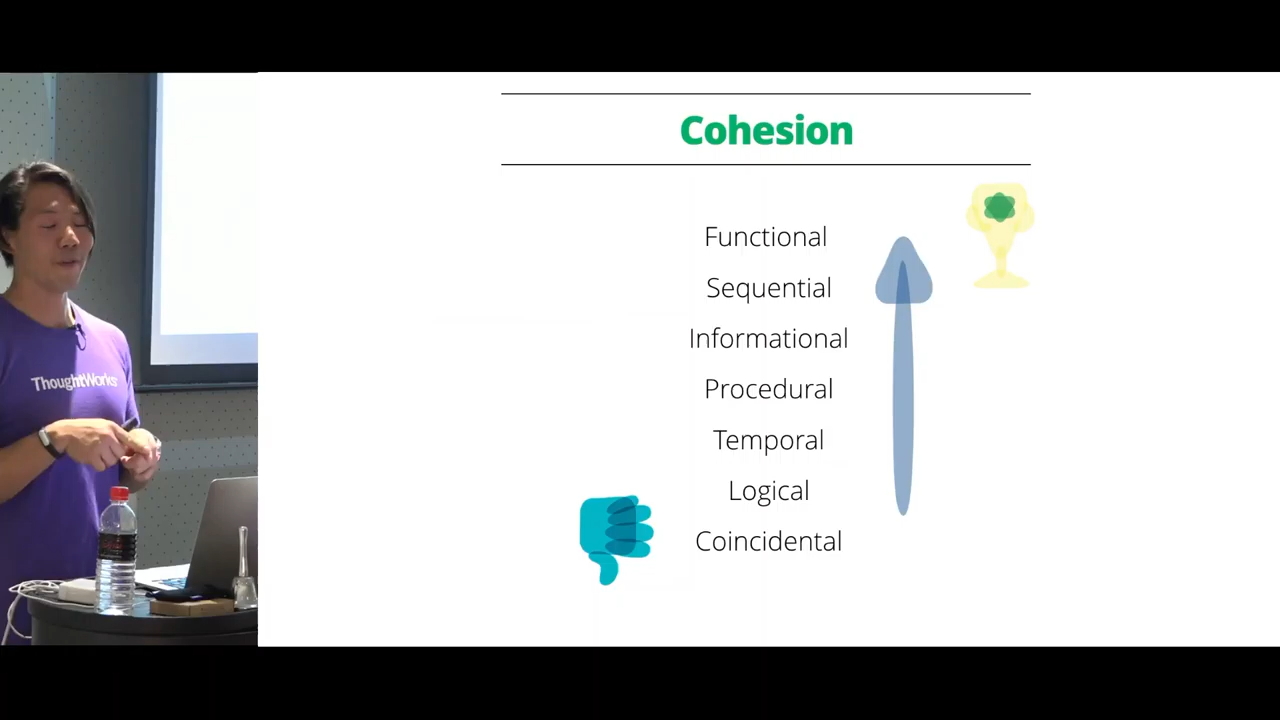 Cohesion
Functional
Sequential
Informational
Procedural
Temporal
Logical
Coincidental
ThoughtWorks